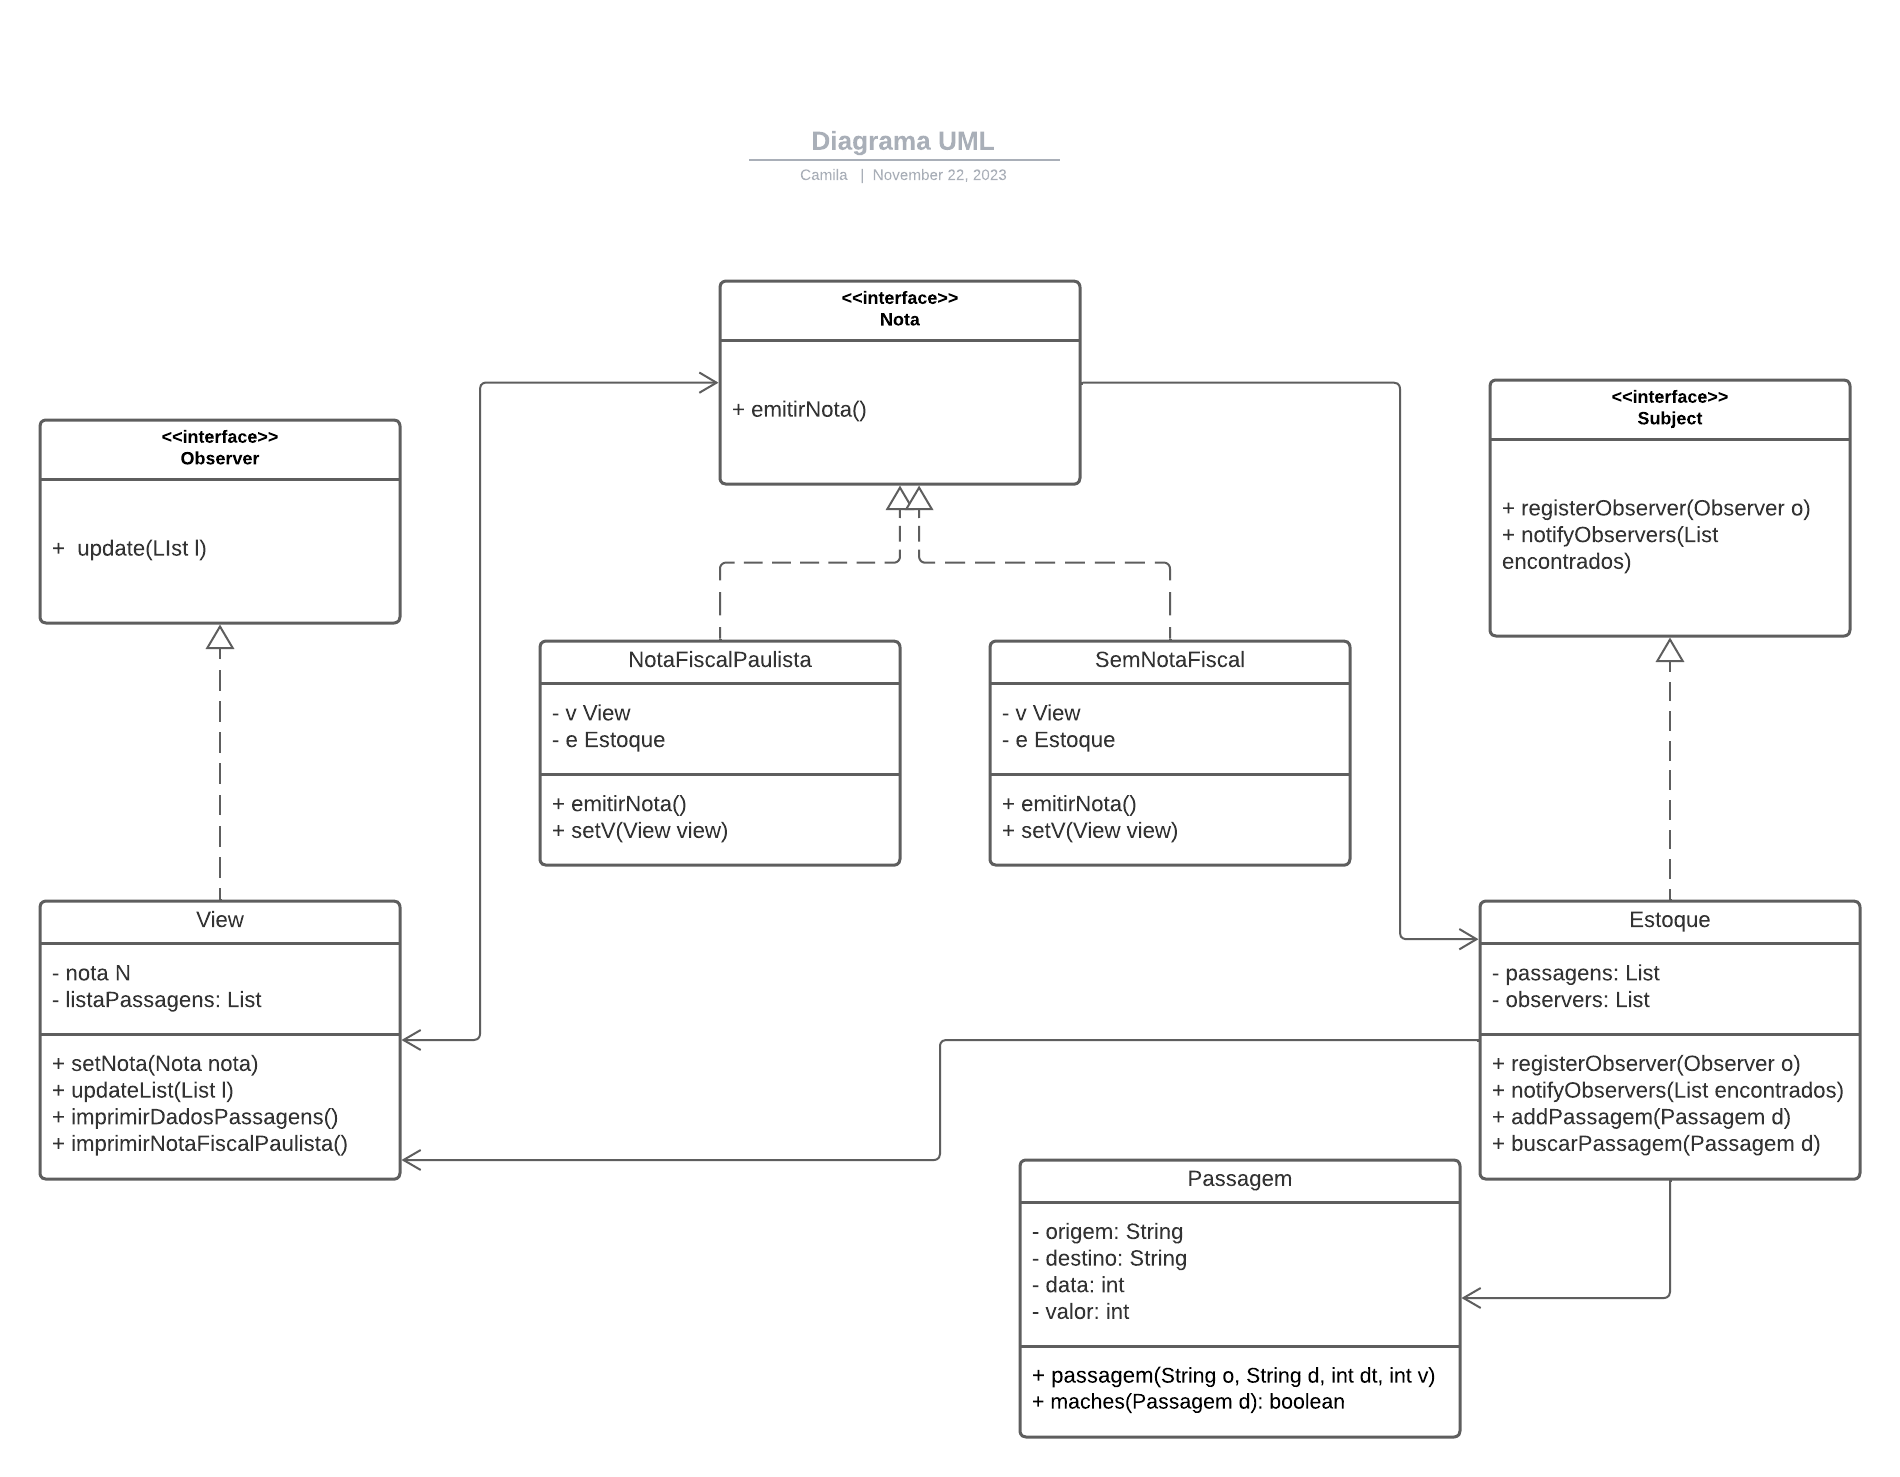 Diagrama UML
Camila | November 22, 2023
<<interface>>
Nota
+ emitirNota()
<<interface>>
Observer
+ update(LIst l)
<<interface>>
Subject
+ registerObserver(Observer o)
+ notifyObservers(List
encontrados)
NotaFiscalPaulista
- v View
- e Estoque
+ emitirNota()
+ setV(View view)
SemNotaFiscal
- v View
- e Estoque
+ emitirNota()
+ setV(View view)
View
- nota N
- listaPassagens: List
+ setNota(Nota nota)
+ updateList(List l)
+ imprimirDadosPassagens()
+ imprimirNotaFiscalPaulista()
Estoque
- passagens: List
- observers: List
+ registerObserver(Observer o)
+ notifyObservers(List encontrados)
+ addPassagem(Passagem d)
+ buscarPassagem(Passagem d)
Passagem
- origem: String
- destino: String
- data: int
- valor: int
+ passagem(String o, String d, int dt, int v)
+ maches(Passagem d): boolean